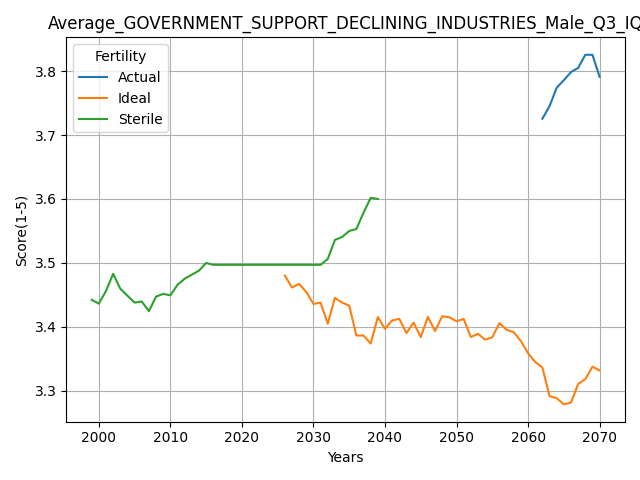 Average_GOVERNMENT_SUPPORT_DECLINING_INDUSTRIES_Male_Q3_IQ
Fertility
Actual
Ideal
Sterile
Score(1-5)
3.8
3.7
3.6
3.5
3.4
3.3
2000 2010 2020 2030 2040 2050 2060 2070
Years